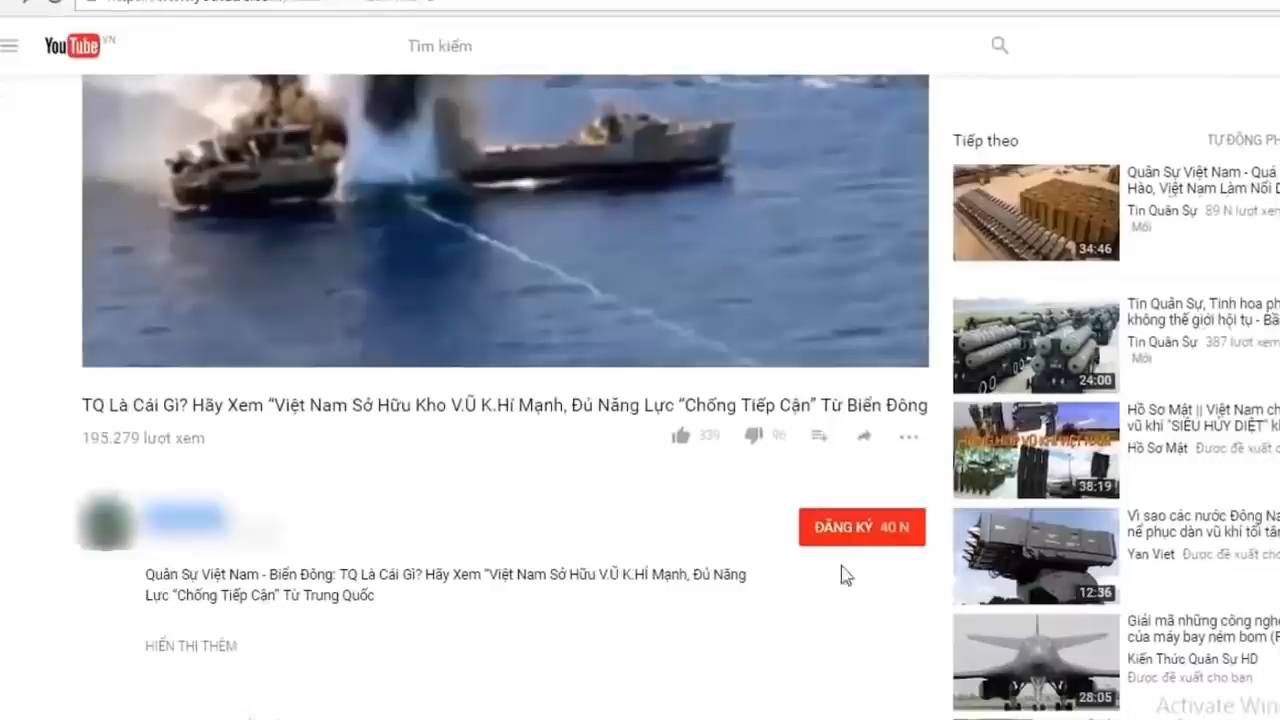 YouTube VN
Tìm kiếm
Tiếp theo
TỰ ĐỘNG PH
Quân Sự Việt Nam - Quá
Hào, Việt Nam Làm Nổi
Tin Quân Sự 89 N lượt xem
Mới
34:46
Tin Quân Sự, Tinh hoa ph
không thế giới hội tụ - Bầ
Tin Quân Sự 387 lượt xem
Mới
24:00
Hồ Sơ Mật || Việt Nam ch
vũ khí "SIÊU HỦY DIỆT" k
Hồ Sơ Mật Được đề xuất c
38:19
Vì sao các nước Đông Na
nể phục dàn vũ khí tối tân
Yan Viet Được đề xuất cho
12:36
Giải mã những công nghệ
của máy bay ném bom (F
Kiến Thức Quân Sự HD
Được đề xuất cho bạn
28:05
TQ Là Cái Gì? Hãy Xem “Việt Nam Sở Hữu Kho V.Ũ K.Hí Mạnh, Đủ Năng Lực “Chống Tiếp Cận” Từ Biển Đông
195.279 lượt xem
339 96
ĐĂNG KÝ 40 N
Quân Sự Việt Nam - Biển Đông: TQ Là Cái Gì? Hãy Xem “Việt Nam Sở Hữu V.Ũ K.HÍ Mạnh, Đủ Năng
Lực “Chống Tiếp Cận” Từ Trung Quốc
HIỂN THỊ THÊM
Activate Win